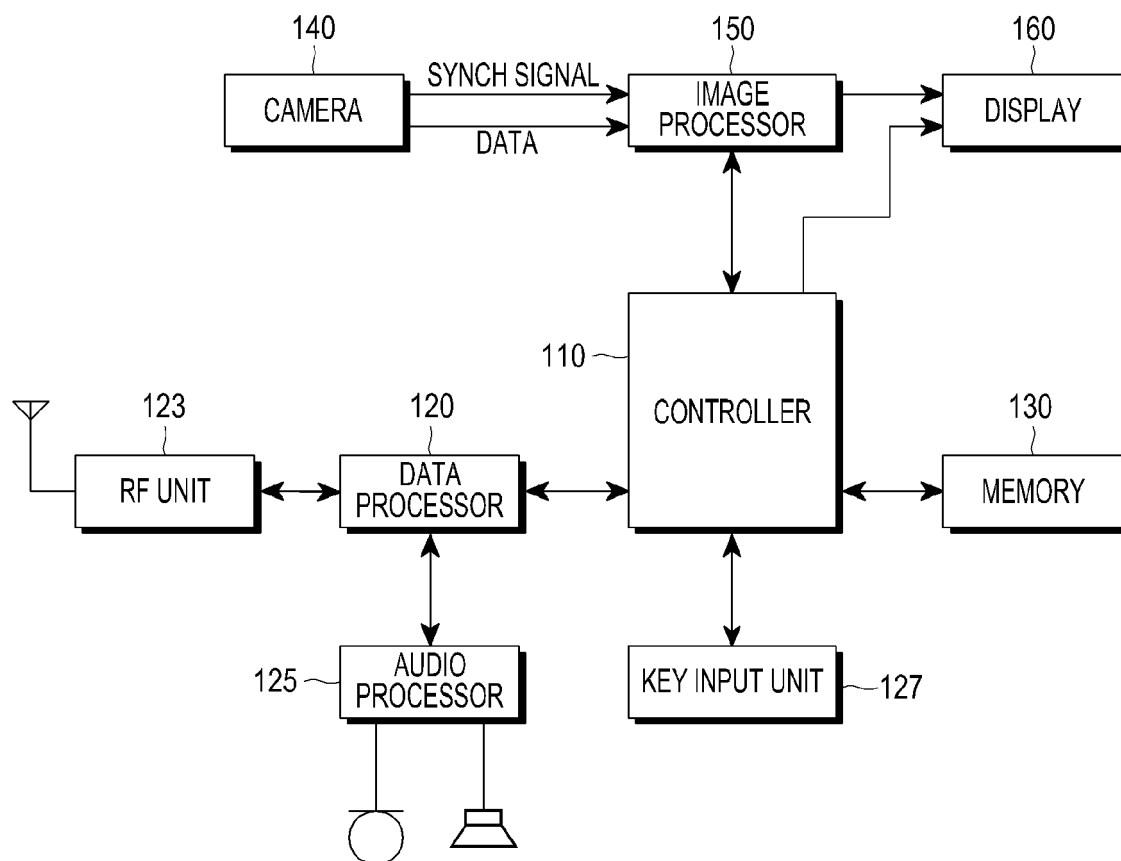 140
150
160
CAMERA
SYNCH SIGNAL
DATA
IMAGE
PROCESSOR
DISPLAY
110
CONTROLLER
123
120
130
RF UNIT
DATA
PROCESSOR
MEMORY
125
AUDIO
PROCESSOR
KEY INPUT UNIT
127